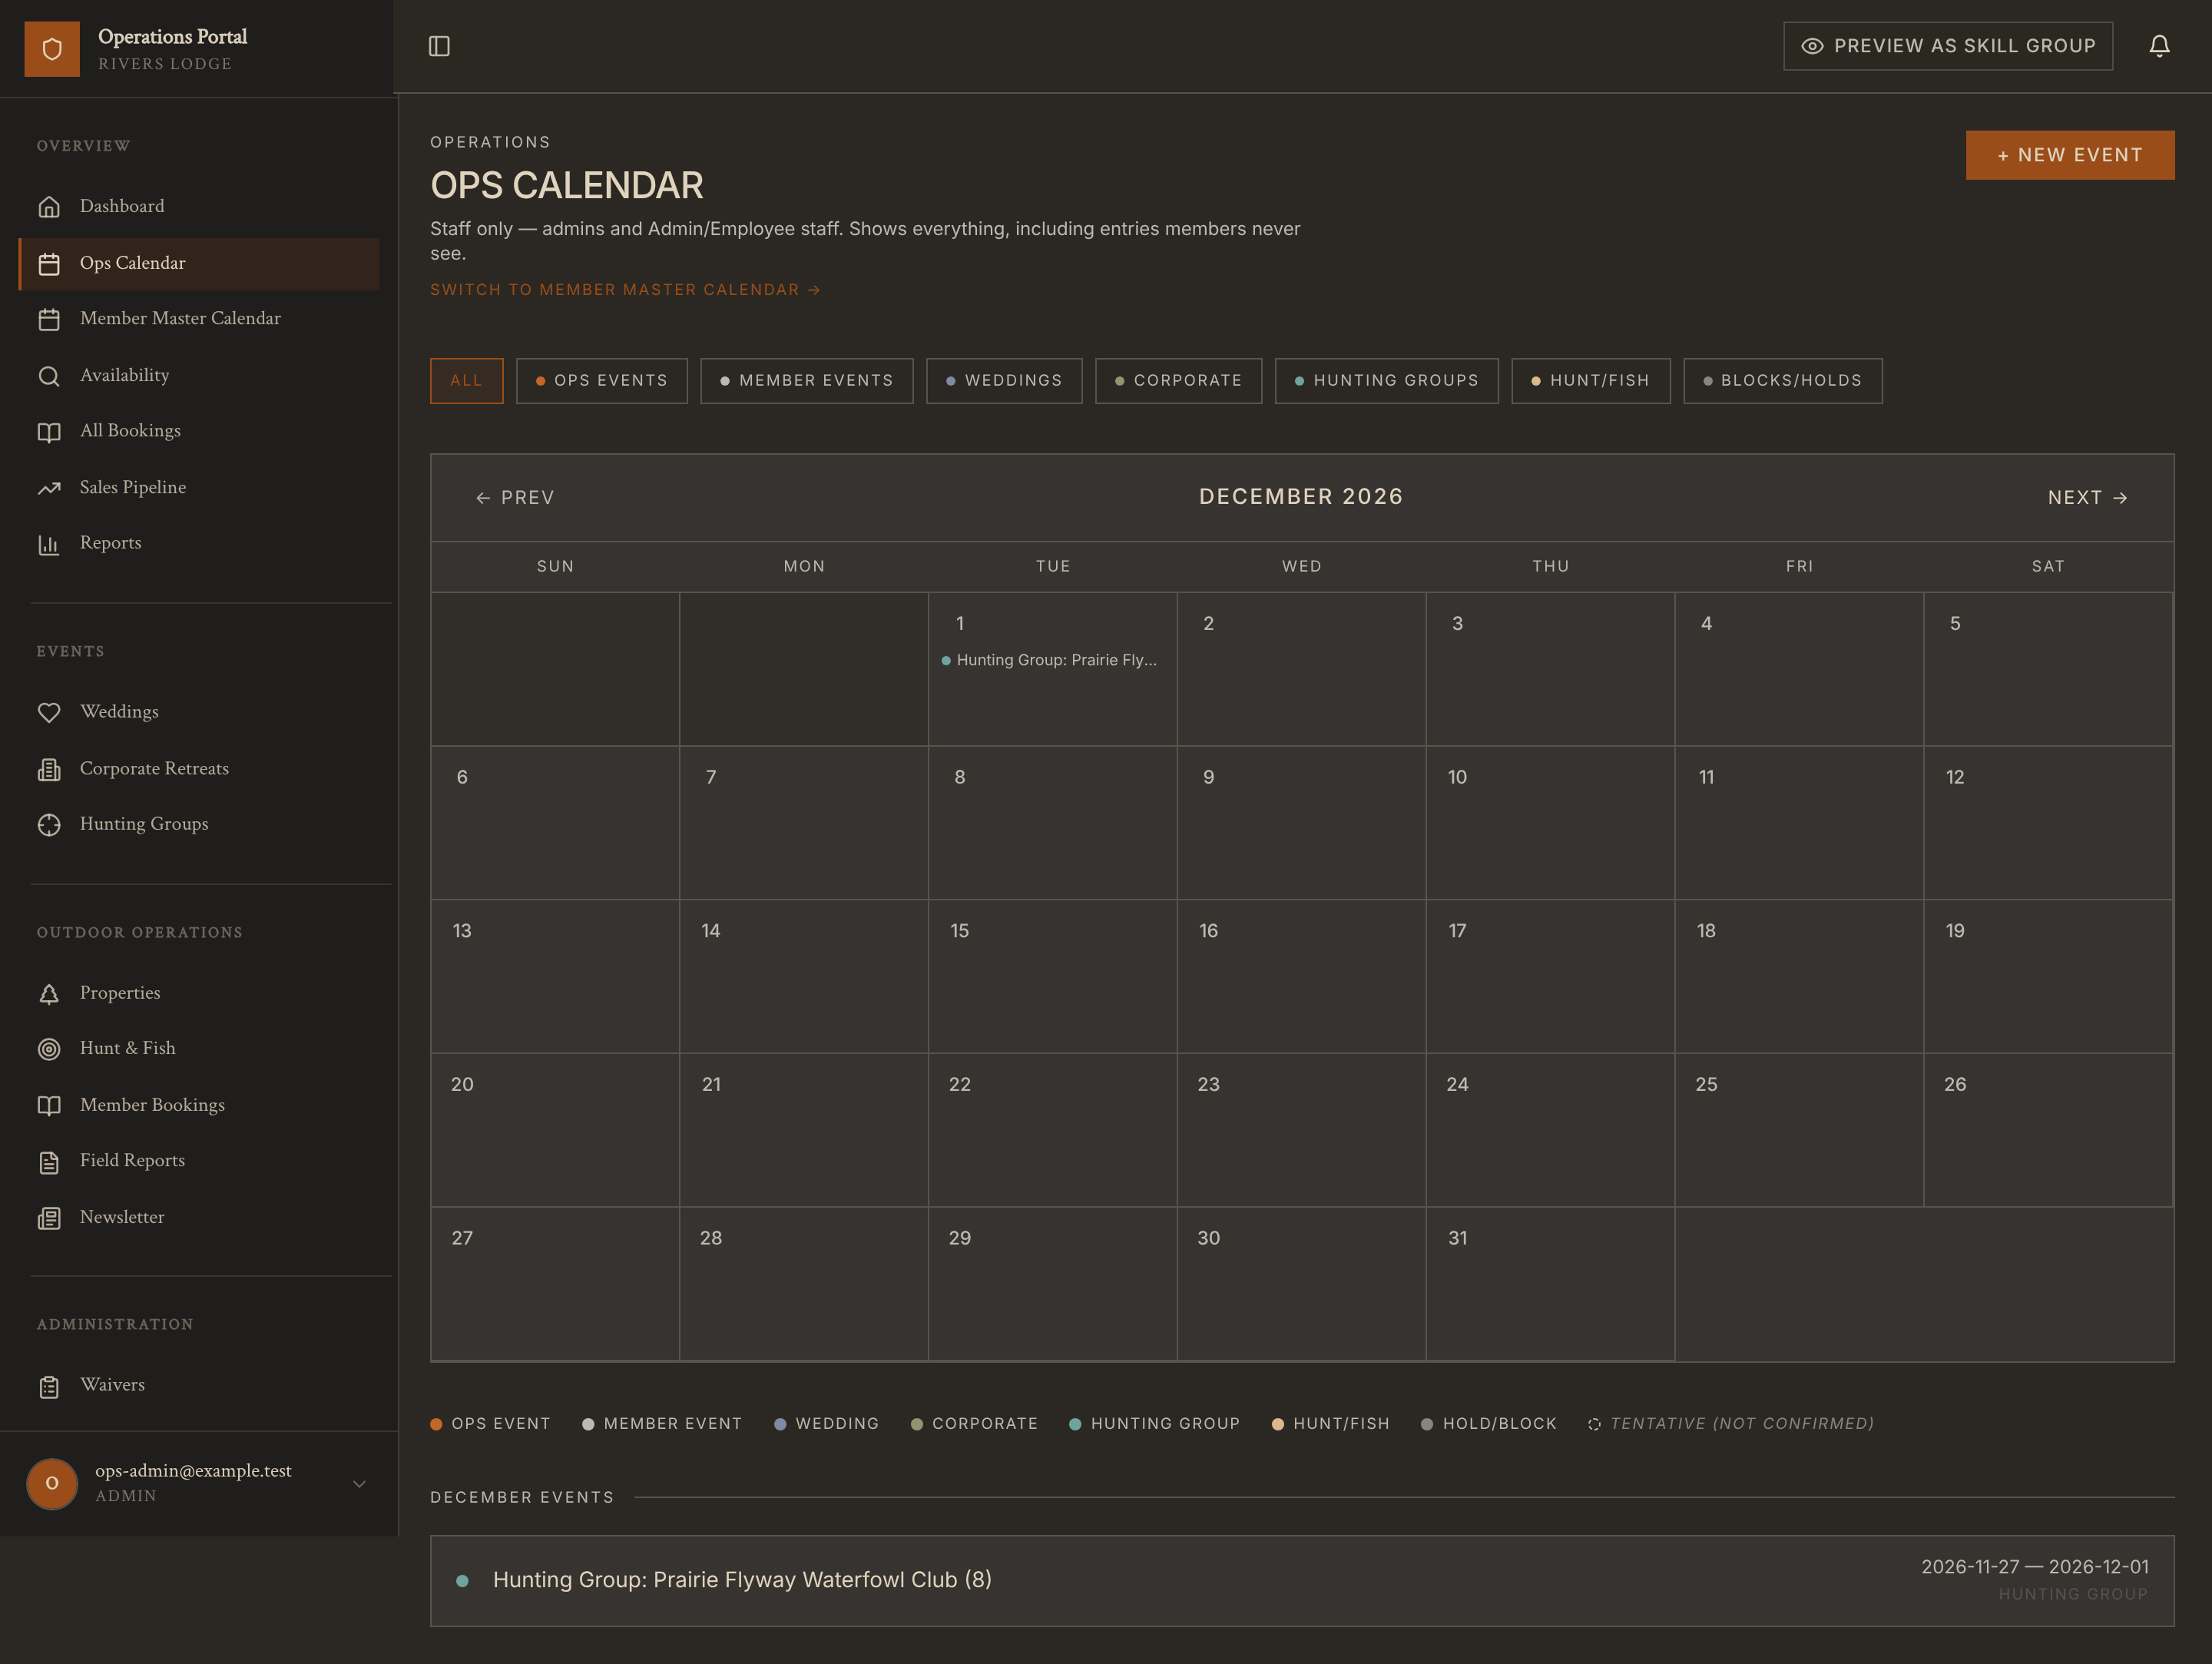 Operations Portal
RIVERS LODGE
PREVIEW AS SKILL GROUP
OVERVIEW
Dashboard
Ops Calendar
Member Master Calendar
Availability
All Bookings
Sales Pipeline
Reports
EVENTS
Weddings
Corporate Retreats
Hunting Groups
OUTDOOR OPERATIONS
Properties
Hunt & Fish
Member Bookings
Field Reports
Newsletter
ADMINISTRATION
Waivers
O
ops-admin@example.test
ADMIN
OPERATIONS
OPS CALENDAR
+ NEW EVENT
Staff only — admins and Admin/Employee staff. Shows everything, including entries members never
see.
SWITCH TO MEMBER MASTER CALENDAR →
ALL OPS EVENTS MEMBER EVENTS WEDDINGS CORPORATE HUNTING GROUPS HUNT/FISH BLOCKS/HOLDS
← PREV DECEMBER 2026 NEXT →
SUN MON TUE WED THU FRI SAT
1 2 3 4 5
Hunting Group: Prairie Fly...
6 7 8 9 10 11 12
13 14 15 16 17 18 19
20 21 22 23 24 25 26
27 28 29 30 31
OPS EVENT MEMBER EVENT WEDDING CORPORATE HUNTING GROUP HUNT/FISH HOLD/BLOCK TENTATIVE (NOT CONFIRMED)
DECEMBER EVENTS
Hunting Group: Prairie Flyway Waterfowl Club (8)
2026-11-27 — 2026-12-01
HUNTING GROUP